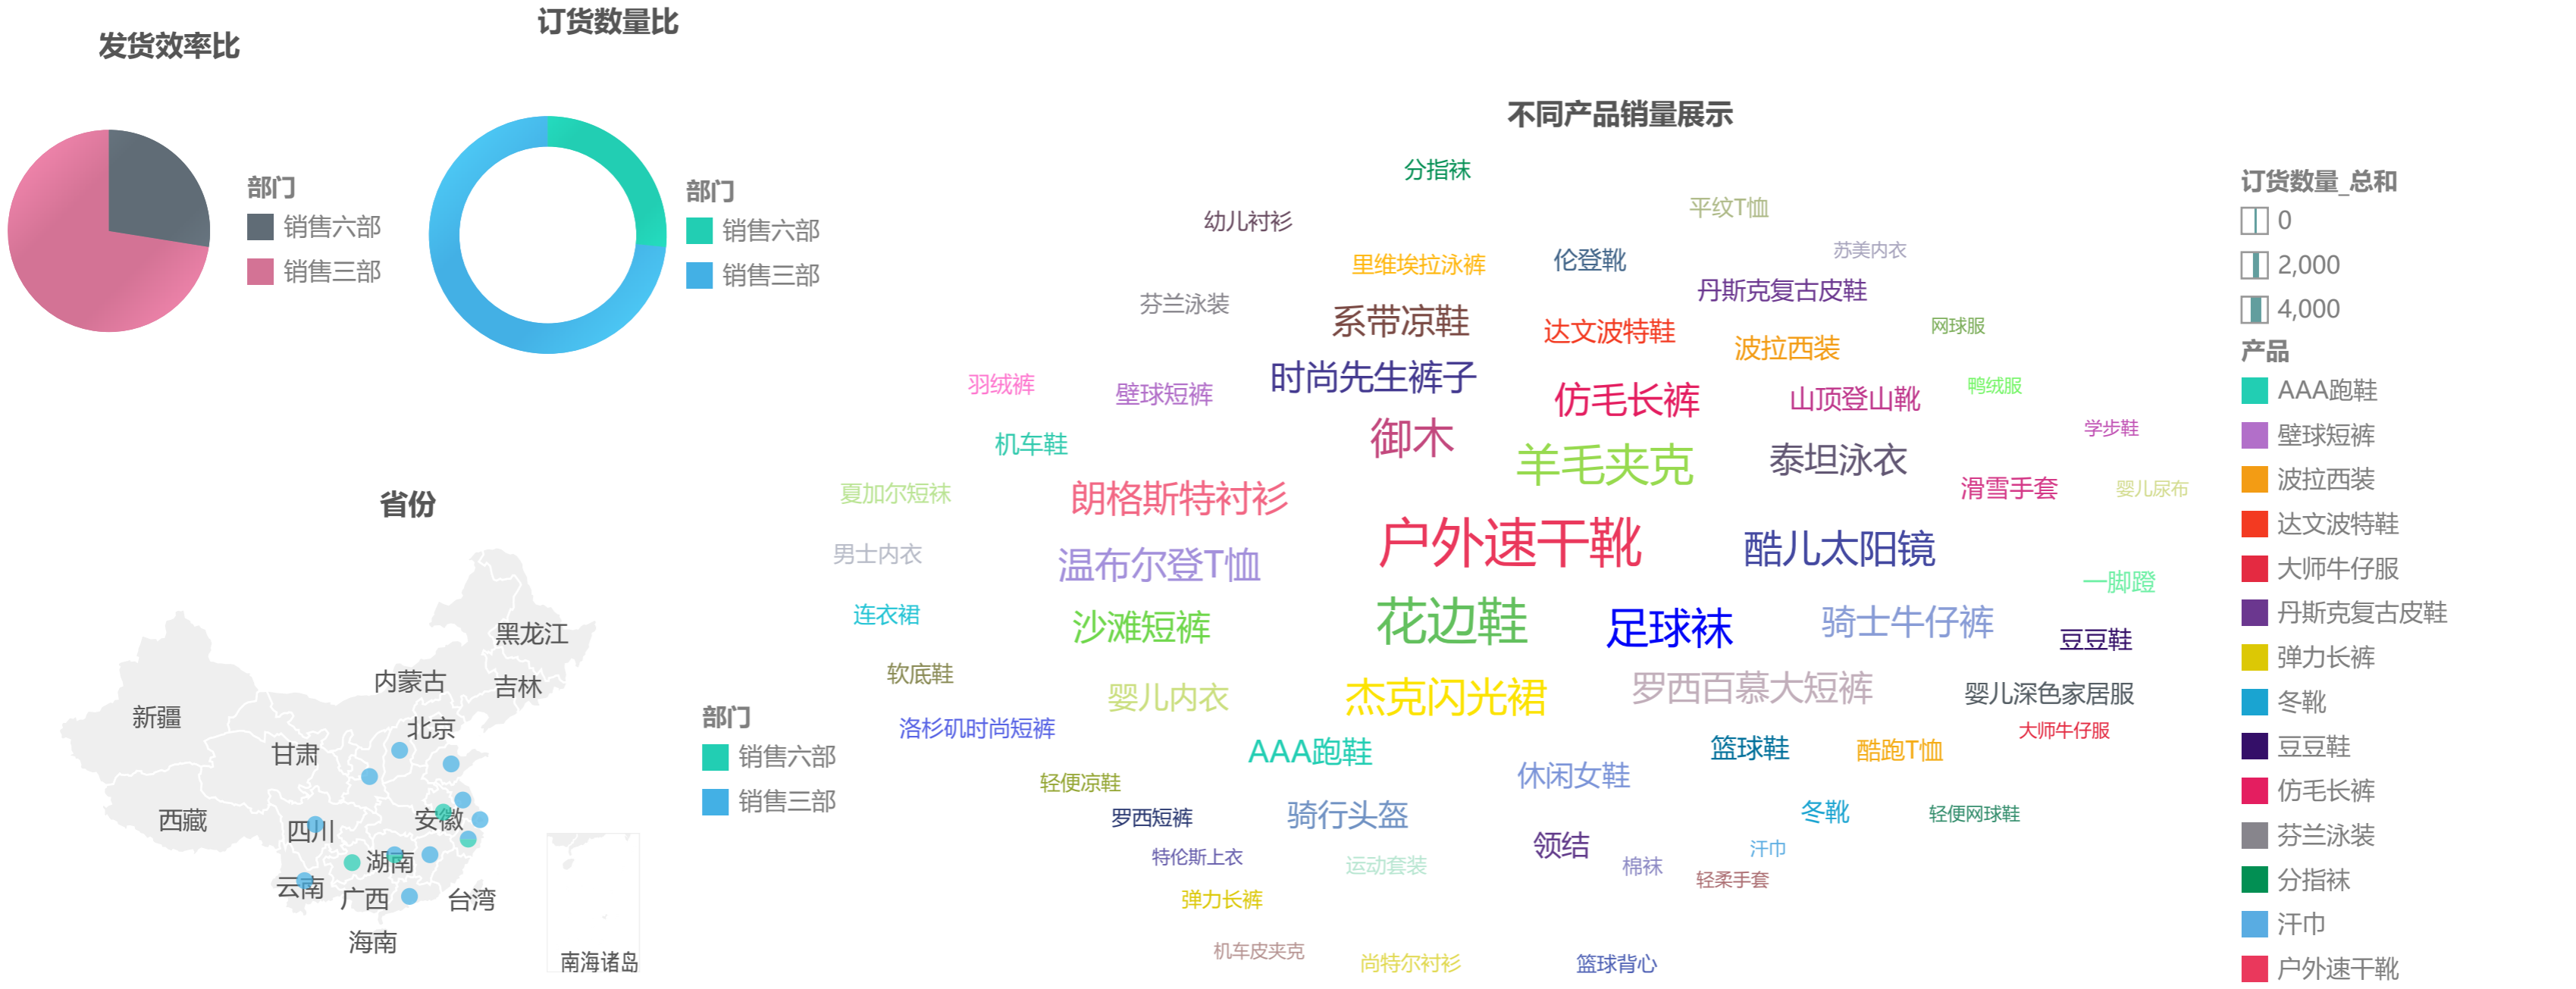 发货效率比
部门
销售六部
销售三部
订货数量比
部门
销售六部
销售三部
省份
黑龙江
内蒙古
吉林
新疆
北京
甘肃
西藏
四川
安徽
湖南
云南
广西
台湾
海南
南海诸岛
部门
销售六部
销售三部
不同产品销量展示
分指袜
幼儿衬衫
平纹T恤
里维埃拉泳裤
伦登靴
苏美内衣
丹斯克复古皮鞋
芬兰泳装
系带凉鞋
达文波特鞋
网球服
波拉西装
时尚先生裤子
羽绒裤
壁球短裤
仿毛长裤
山顶登山靴
鸭绒服
御木
学步鞋
机车鞋
羊毛夹克
泰坦泳衣
夏加尔短袜
朗格斯特衬衫
滑雪手套
婴儿尿布
户外速干靴
男士内衣
温布尔登T恤
酷儿太阳镜
一脚蹬
连衣裙
沙滩短裤
花边鞋
足球袜
骑士牛仔裤
豆豆鞋
软底鞋
婴儿内衣
杰克闪光裙
罗西百慕大短裤
婴儿深色家居服
洛杉矶时尚短裤
大师牛仔服
AAA跑鞋
篮球鞋
酷跑T恤
轻便凉鞋
休闲女鞋
罗西短裤
骑行头盔
冬靴
轻便网球鞋
领结
特伦斯上衣
运动套装
棉袜
汗巾
轻柔手套
弹力长裤
机车皮夹克
尚特尔衬衫
篮球背心
订货数量_总和
0
2,000
4,000
产品
AAA跑鞋
壁球短裤
波拉西装
达文波特鞋
大师牛仔服
丹斯克复古皮鞋
弹力长裤
冬靴
豆豆鞋
仿毛长裤
芬兰泳装
分指袜
汗巾
户外速干靴